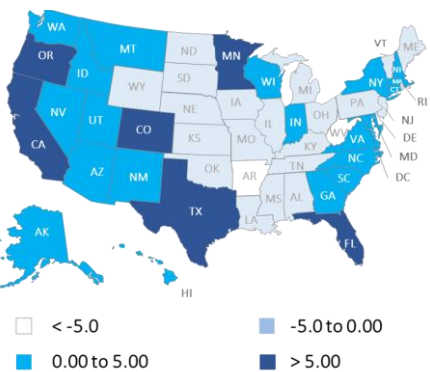 WA
OR
CA
NV
ID
MT
WY
UT
CO
AZ
NM
ND
SD
NE
KS
OK
TX
MN
IA
MO
AR
LA
WI
IL
MS
MI
IN
KY
TN
AL
OH
WV
VA
NC
SC
GA
FL
PA
NY
VT
NH
ME
MA
CT
RI
NJ
DE
MD
DC
AK
HI
< -5.0
-5.0 to 0.00
0.00 to 5.00
> 5.00